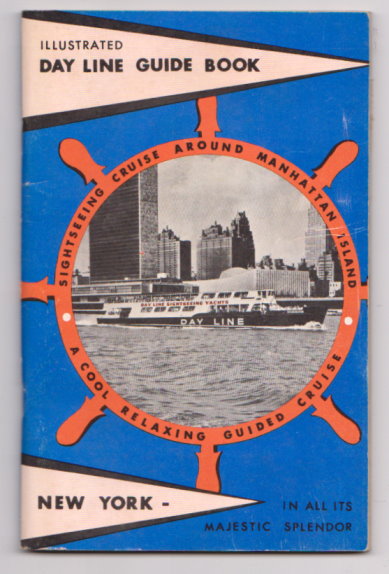 ILLUSTRATED
DAY LINE GUIDE BOOK
SIGHTSEEING CRUISE AROUND MANHATTAN ISLAND
DAY LINE SIGHTSEEING YACHTS
DAY LINE
A COOL RELAXING GUIDED CRUISE
NEW YORK -
IN ALL ITS
MAJESTIC SPLENDOR